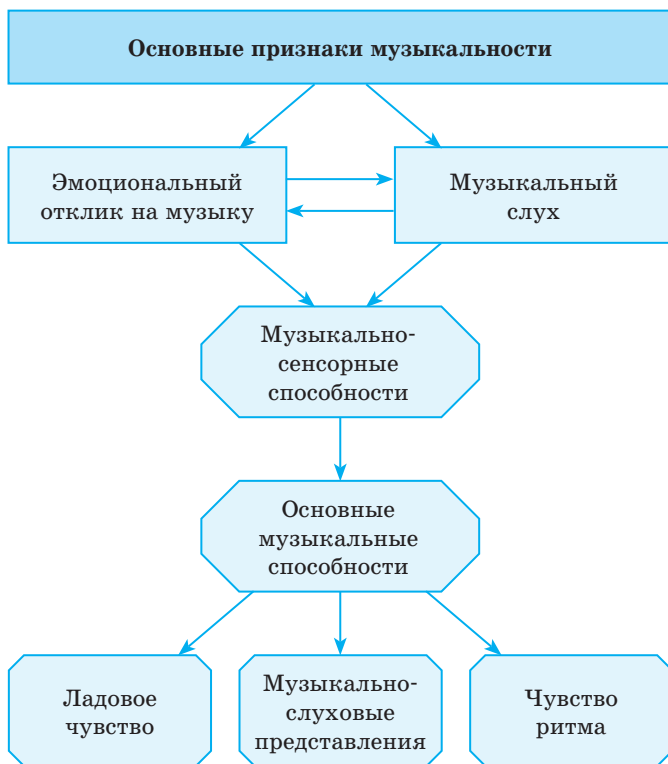 Основные признаки музыкальности
Эмоциональный
отклик на музыку
Музыкальный
слух
Музыкально-
сенсорные
способности
Основные
музыкальные
способности
Ладовое
чувство
Музыкально-
слуховые
представления
Чувство
ритма